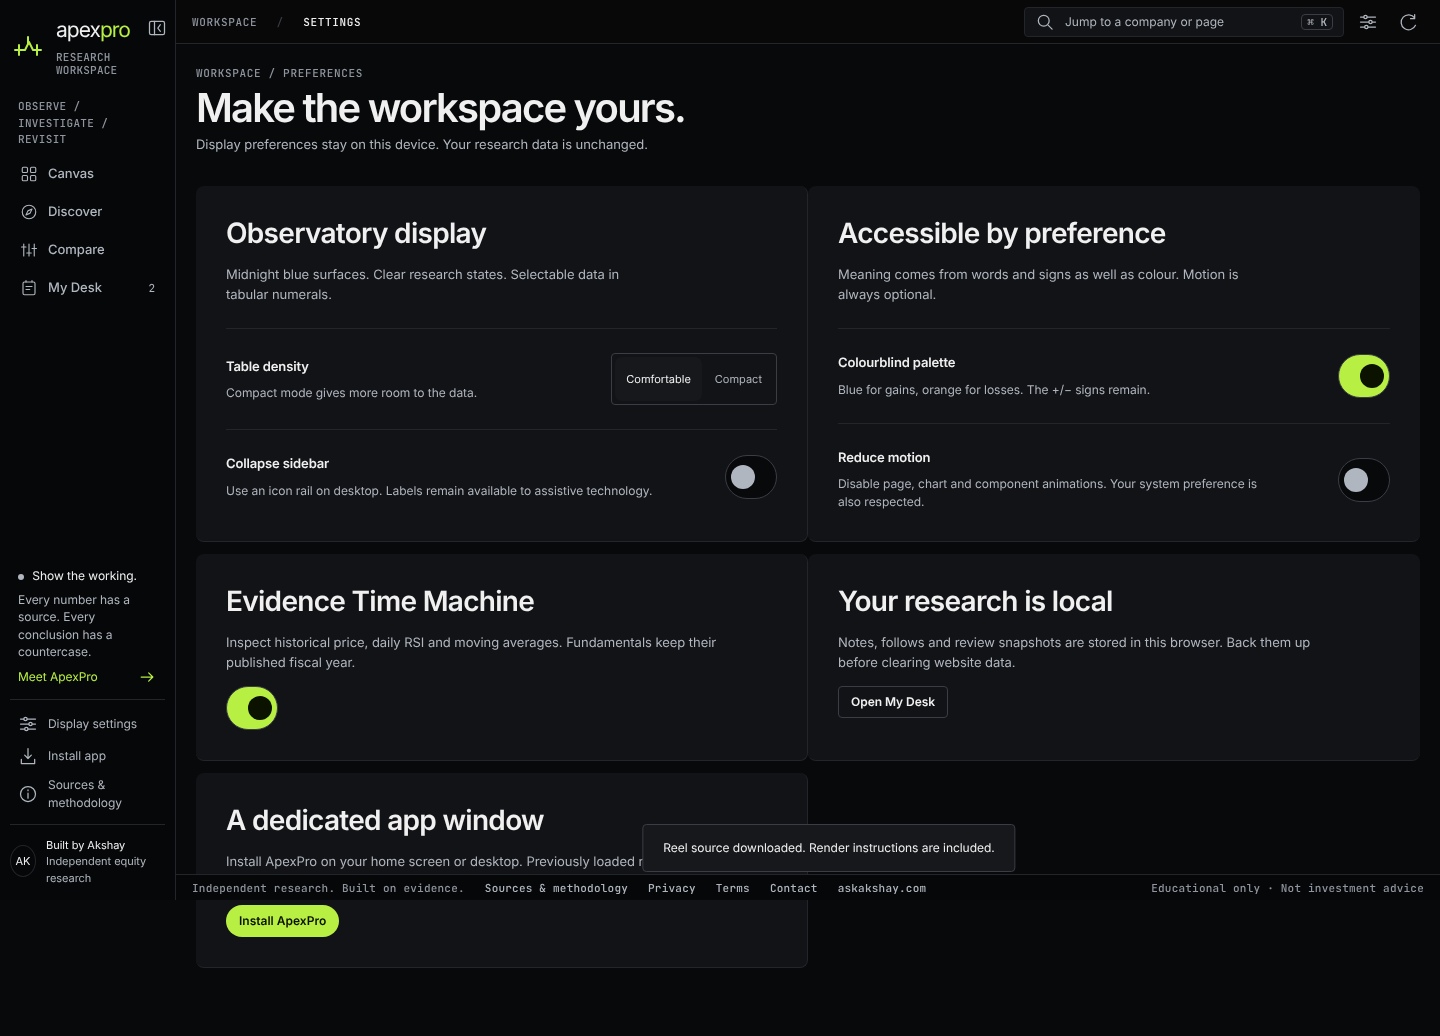 apexpro
RESEARCH
WORKSPACE
OBSERVE /
INVESTIGATE /
REVISIT
Canvas
Discover
Compare
My Desk 2
Show the working.
Every number has a
source. Every
conclusion has a
countercase.
Meet ApexPro
Display settings
Install app
Sources &
methodology
AK
Built by Akshay
Independent equity
research
WORKSPACE / SETTINGS
Jump to a company or page ⌘ K
WORKSPACE / PREFERENCES
Make the workspace yours.
Display preferences stay on this device. Your research data is unchanged.
Observatory display
Midnight blue surfaces. Clear research states. Selectable data in
tabular numerals.
Table density
Compact mode gives more room to the data.
Comfortable Compact
Collapse sidebar
Use an icon rail on desktop. Labels remain available to assistive technology.
Accessible by preference
Meaning comes from words and signs as well as colour. Motion is
always optional.
Colourblind palette
Blue for gains, orange for losses. The +/− signs remain.
Reduce motion
Disable page, chart and component animations. Your system preference is
also respected.
Evidence Time Machine
Inspect historical price, daily RSI and moving averages. Fundamentals keep their
published fiscal year.
Your research is local
Notes, follows and review snapshots are stored in this browser. Back them up
before clearing website data.
Open My Desk
A dedicated app window
Install ApexPro on your home screen or desktop. Previously loaded
Reel source downloaded. Render instructions are included.
Independent research. Built on evidence. Sources & methodology Privacy Terms Contact askakshay.com Educational only · Not investment advice
Install ApexPro